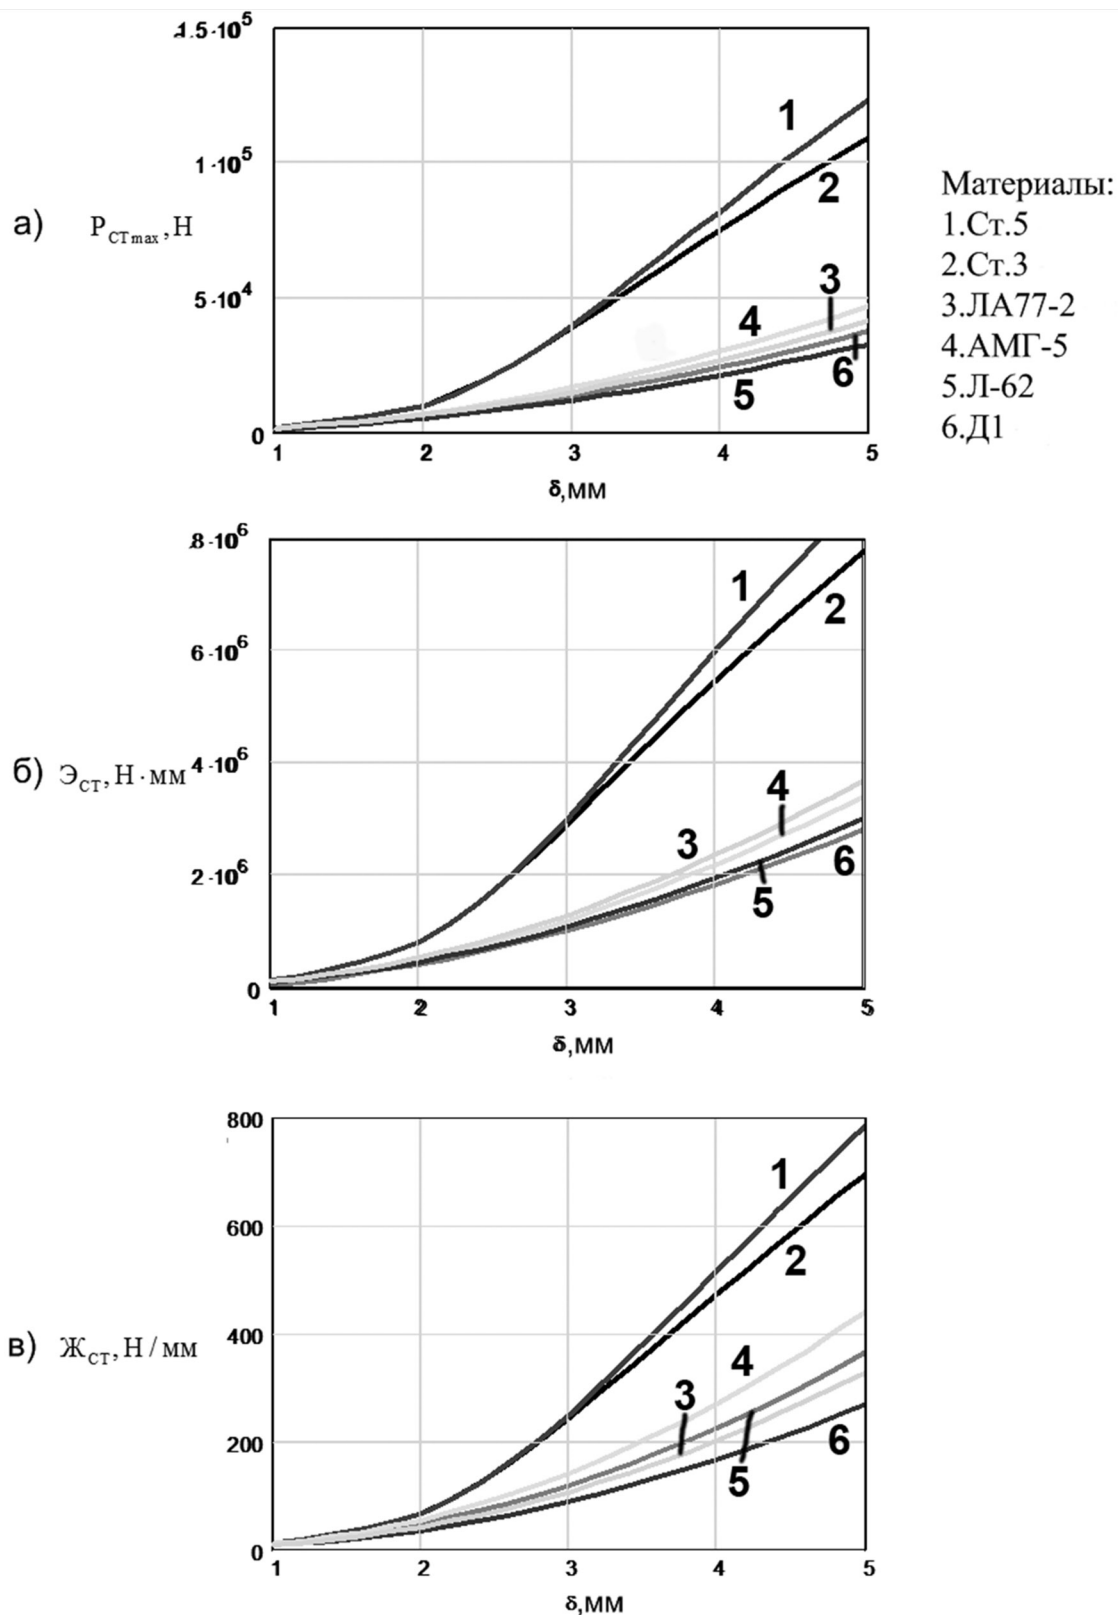 1.5·10⁵
1·10⁵
5·10⁴
0
а) P_CTmax, Н
1
2
3
4
5
6
1 2 3 4 5
δ,мм
Материалы:
1.Ст.5
2.Ст.3
3.ЛА77-2
4.АМГ-5
5.Л-62
6.Д1
8·10⁶
6·10⁶
4·10⁶
2·10⁶
0
б) Э_СТ, Н·мм
1
2
4
3
6
5
1 2 3 4 5
δ,мм
800
600
400
200
0
в) Ж_СТ, Н/мм
1
2
4
3
6
5
1 2 3 4 5
δ,мм